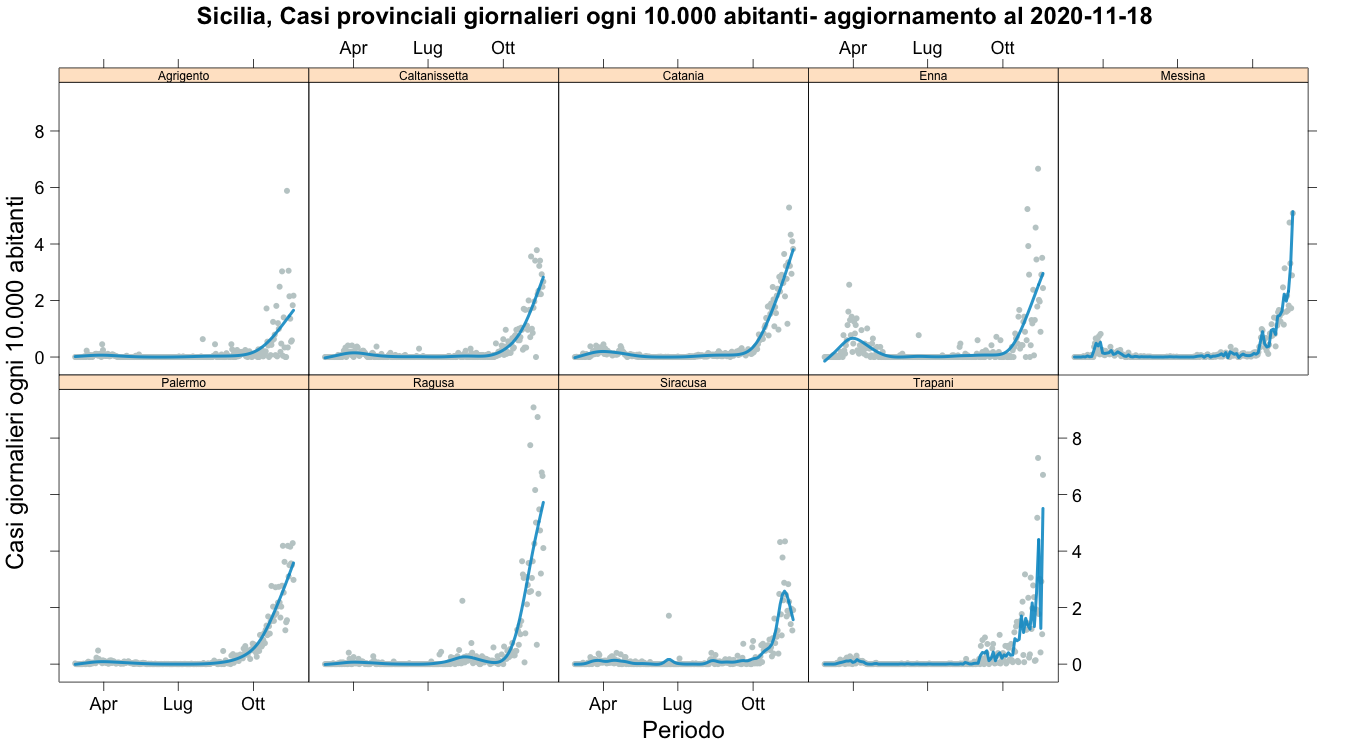 Sicilia, Casi provinciali giornalieri ogni 10.000 abitanti- aggiornamento al 2020-11-18
Apr Lug Ott Apr Lug Ott
Agrigento Caltanissetta Catania Enna Messina
8
6
4
2
0
Casi giornalieri ogni 10.000 abitanti
Palermo Ragusa Siracusa Trapani
8
6
4
2
0
Apr Lug Ott Apr Lug Ott
Periodo